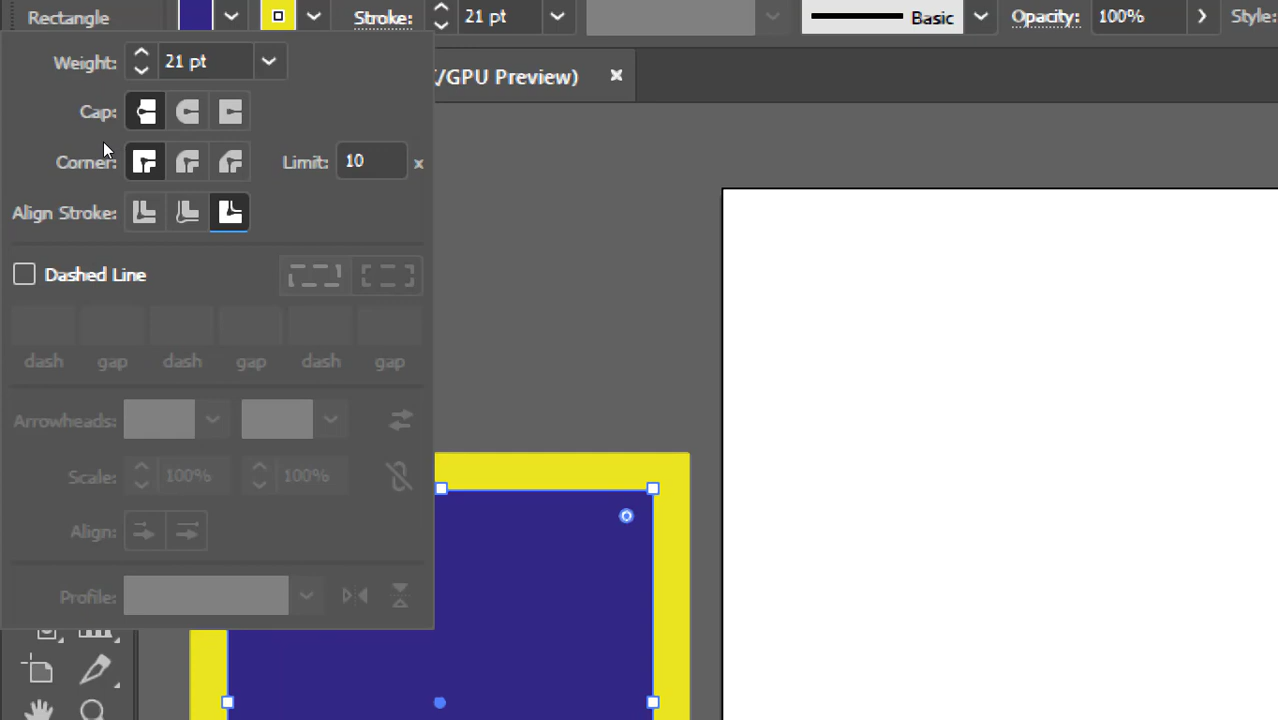 Rectangle Stroke: 21 pt Basic Opacity: 100% Style:
Weight: 21 pt
/GPU Preview)
Cap:
Corner: Limit: 10 x
Align Stroke:
Dashed Line
dash gap dash gap dash gap
Arrowheads:
Scale: 100% 100%
Align:
Profile: